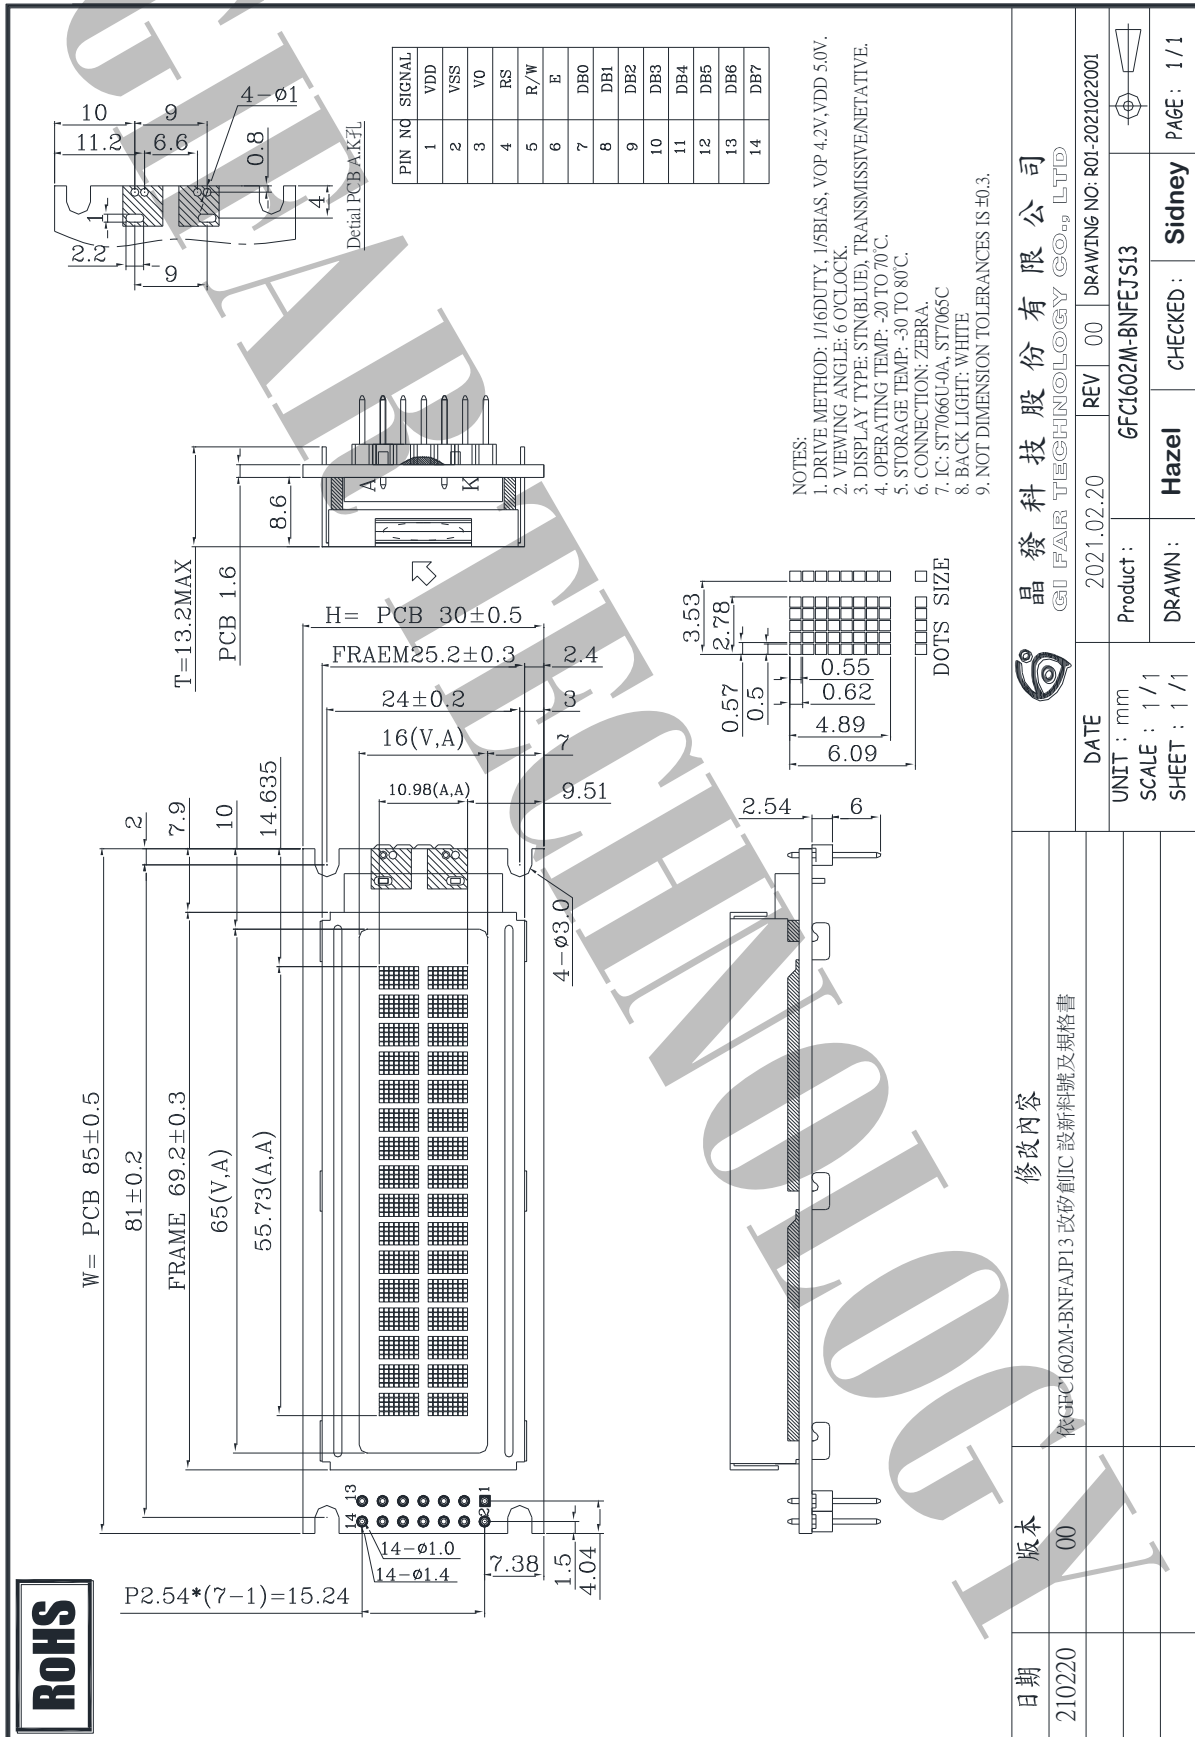 RoHS
W= PCB 85±0.5
81±0.2
FRAME 69.2±0.3
65(V,A)
55.73(A,A)
2
7.9
10
14.635
P2.54*(7-1)=15.24
14-ø1.0
14-ø1.4
7.38
1.5
4.04
13
14
1
2
H= PCB 30±0.5
FRAEM25.2±0.3
2.4
24±0.2
3
16(V,A)
7
10.98(A,A)
9.51
4-ø3.0
T=13.2MAX
PCB 1.6
8.6
A
K
10
9
4-ø1
11.2
6.6
0.8
1
4
2.2
9
Detial PCB A.K孔
PIN NO SIGNAL
1 VDD
2 VSS
3 V0
4 RS
5 R/W
6 E
7 DB0
8 DB1
9 DB2
10 DB3
11 DB4
12 DB5
13 DB6
14 DB7
3.53
2.78
0.57
0.5
0.55
0.62
4.89
6.09
DOTS SIZE
2.54
6
NOTES:
1. DRIVE METHOD: 1/16DUTY, 1/5BIAS, VOP 4.2V,VDD 5.0V.
2. VIEWING ANGLE: 6 O'CLOCK.
3. DISPLAY TYPE: STN(BLUE), TRANSMISSIVE/NETATIVE.
4. OPERATING TEMP: -20 TO 70°C.
5. STORAGE TEMP: -30 TO 80°C.
6. CONNECTION: ZEBRA.
7. IC: ST7066U-0A, ST7065C
8. BACK LIGHT: WHITE
9. NOT DIMENSION TOLERANCES IS ±0.3.
日期 版本 修改內容
210220 00 依GFC1602M-BNFAJP13 改矽創IC 設新料號及規格書
晶發科技股份有限公司
GI FAR TECHNOLOGY CO., LTD
DATE 2021.02.20 REV 00 DRAWING NO: R01-2021022001
UNIT : mm
SCALE : 1/1
SHEET : 1/1
Product : GFC1602M-BNFEJS13
DRAWN : Hazel CHECKED : Sidney PAGE : 1/1
GI FAR TECHNOLOGY